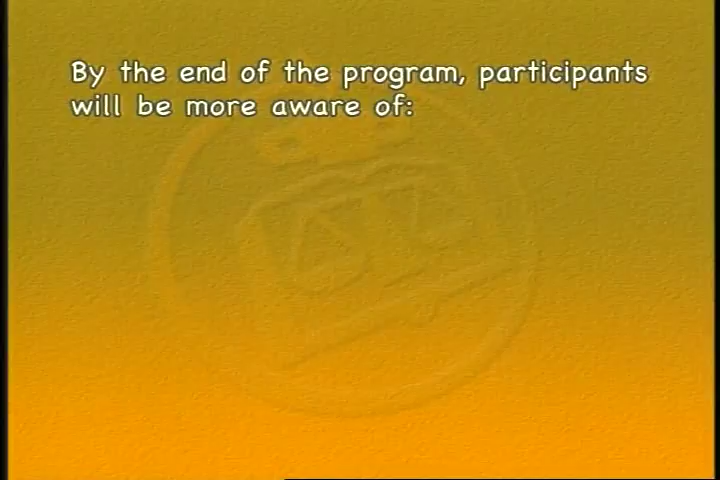 By the end of the program, participants
will be more aware of: